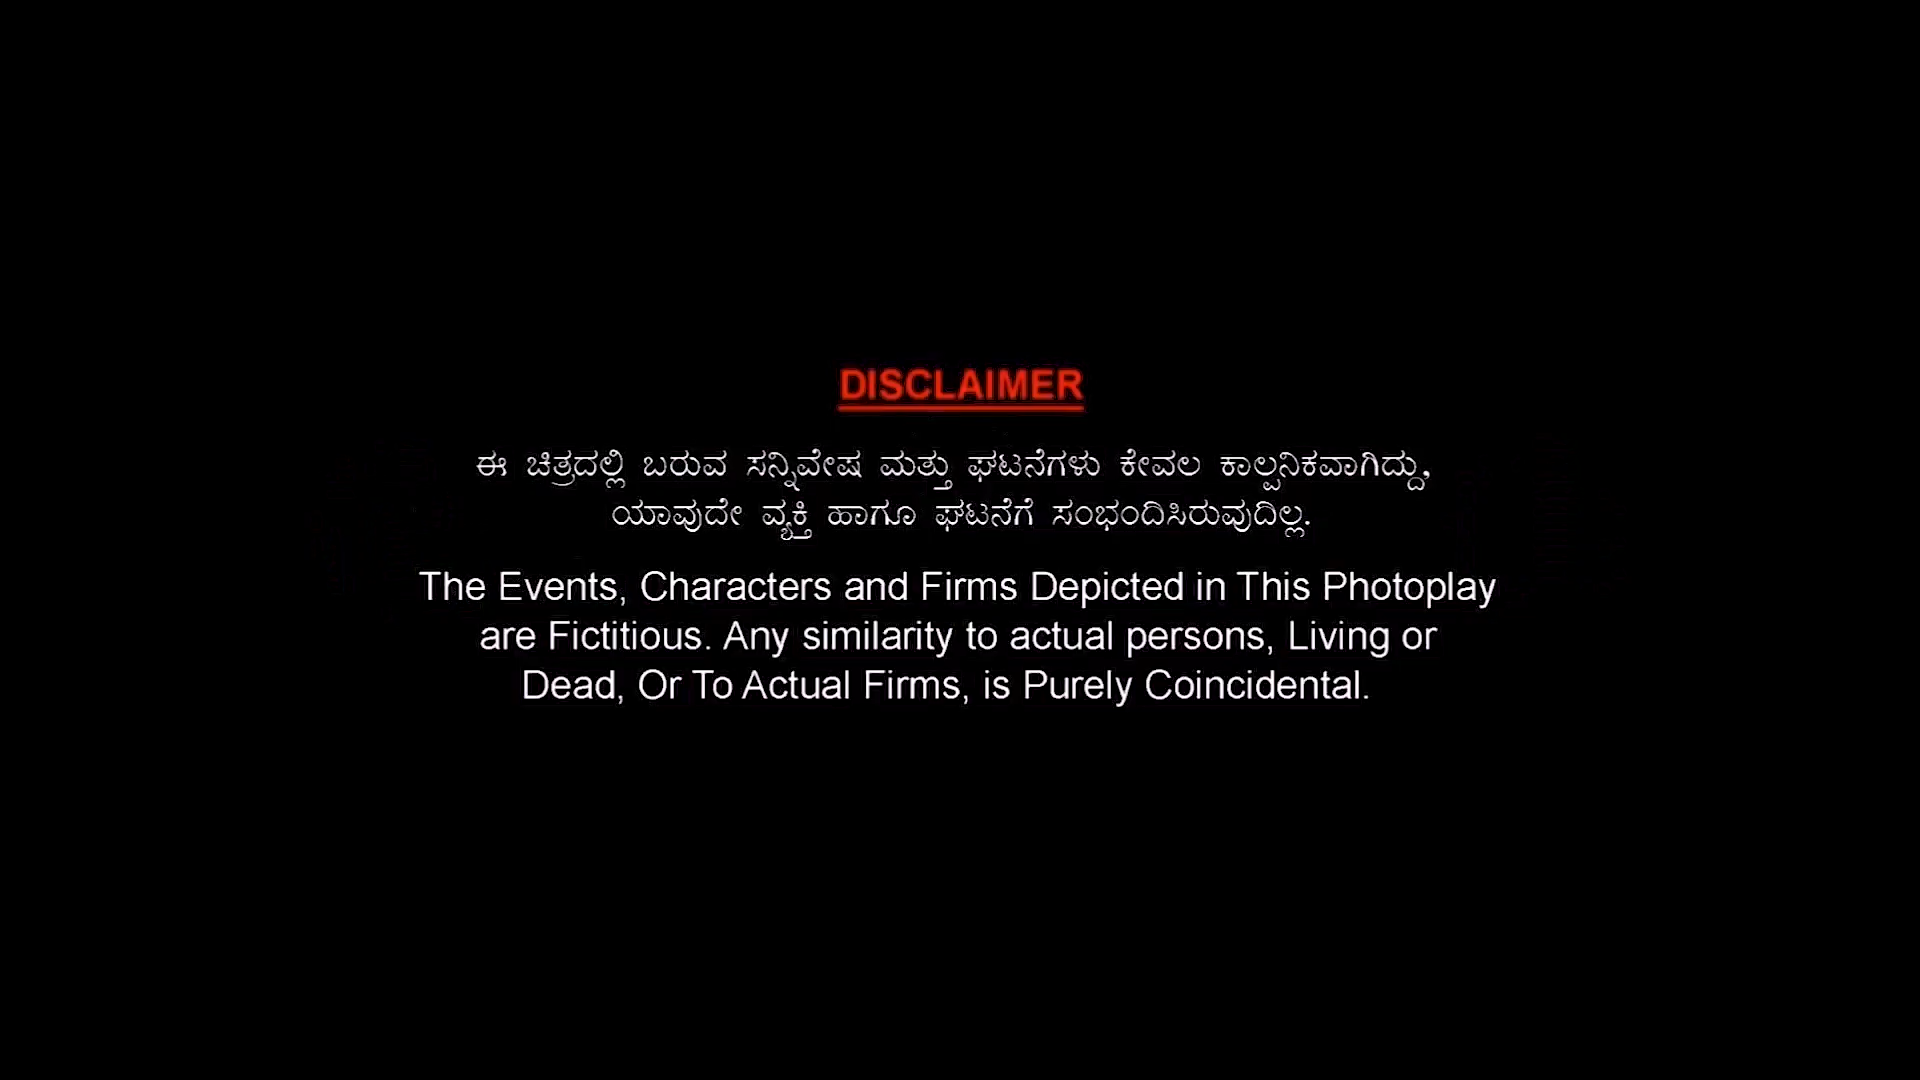 DISCLAIMER
ಈ ಚಿತ್ರದಲ್ಲಿ ಬರುವ ಸನ್ನಿವೇಷ ಮತ್ತು ಘಟನೆಗಳು ಕೇವಲ ಕಾಲ್ಪನಿಕವಾಗಿದ್ದು,
ಯಾವುದೇ ವ್ಯಕ್ತಿ ಹಾಗೂ ಘಟನೆಗೆ ಸಂಭಂದಿಸಿರುವುದಿಲ್ಲ.
The Events, Characters and Firms Depicted in This Photoplay
are Fictitious. Any similarity to actual persons, Living or
Dead, Or To Actual Firms, is Purely Coincidental.